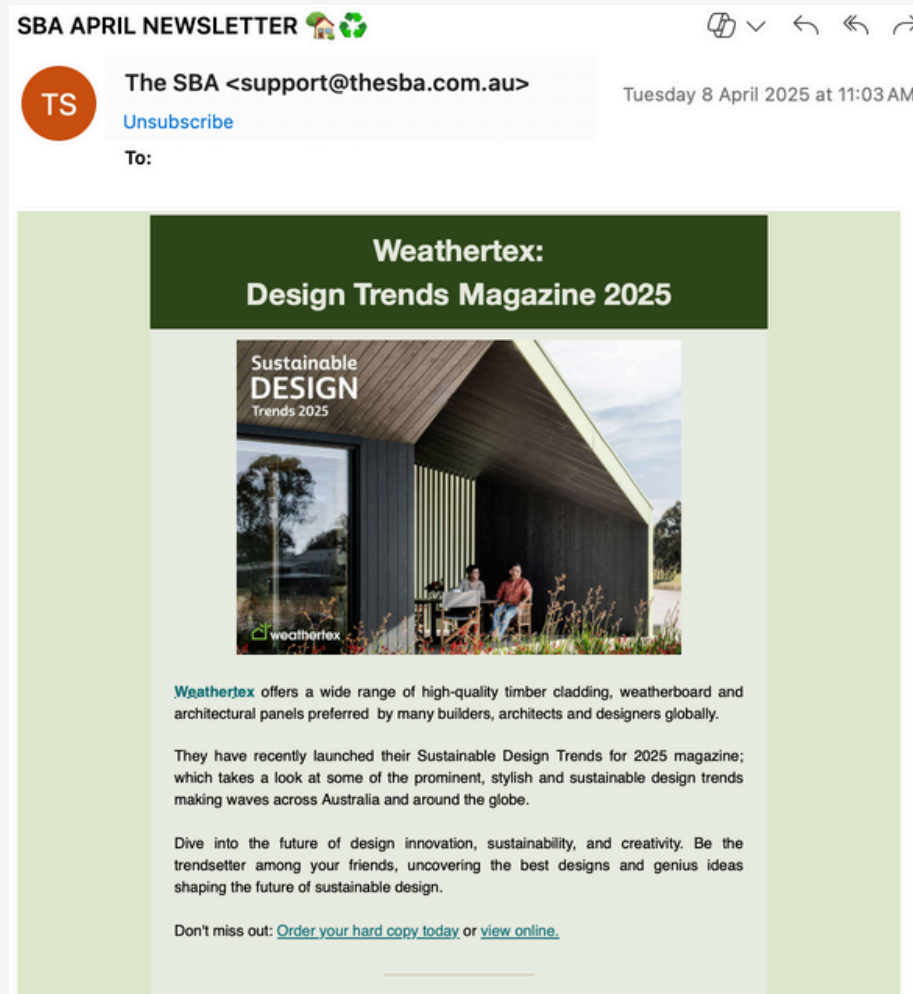 SBA APRIL NEWSLETTER 🏡♻️
TS
The SBA <support@thesba.com.au>
Tuesday 8 April 2025 at 11:03 AM
Unsubscribe
To:
Weathertex:
Design Trends Magazine 2025
Sustainable
DESIGN
Trends 2025
weathertex
Weathertex offers a wide range of high-quality timber cladding, weatherboard and
architectural panels preferred by many builders, architects and designers globally.
They have recently launched their Sustainable Design Trends for 2025 magazine;
which takes a look at some of the prominent, stylish and sustainable design trends
making waves across Australia and around the globe.
Dive into the future of design innovation, sustainability, and creativity. Be the
trendsetter among your friends, uncovering the best designs and genius ideas
shaping the future of sustainable design.
Don't miss out: Order your hard copy today or view online.